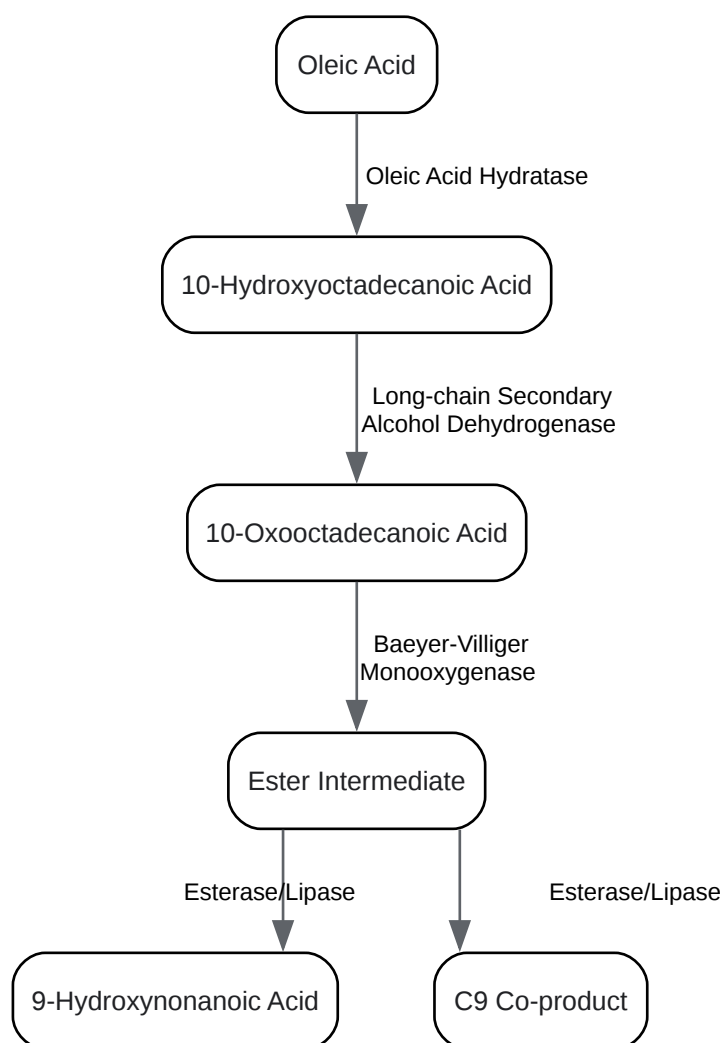 Oleic Acid
Oleic Acid Hydratase
10-Hydroxyoctadecanoic Acid
Long-chain Secondary
Alcohol Dehydrogenase
10-Oxooctadecanoic Acid
Baeyer-Villiger
Monooxygenase
Ester Intermediate
Esterase/Lipase
Esterase/Lipase
9-Hydroxynonanoic Acid
C9 Co-product